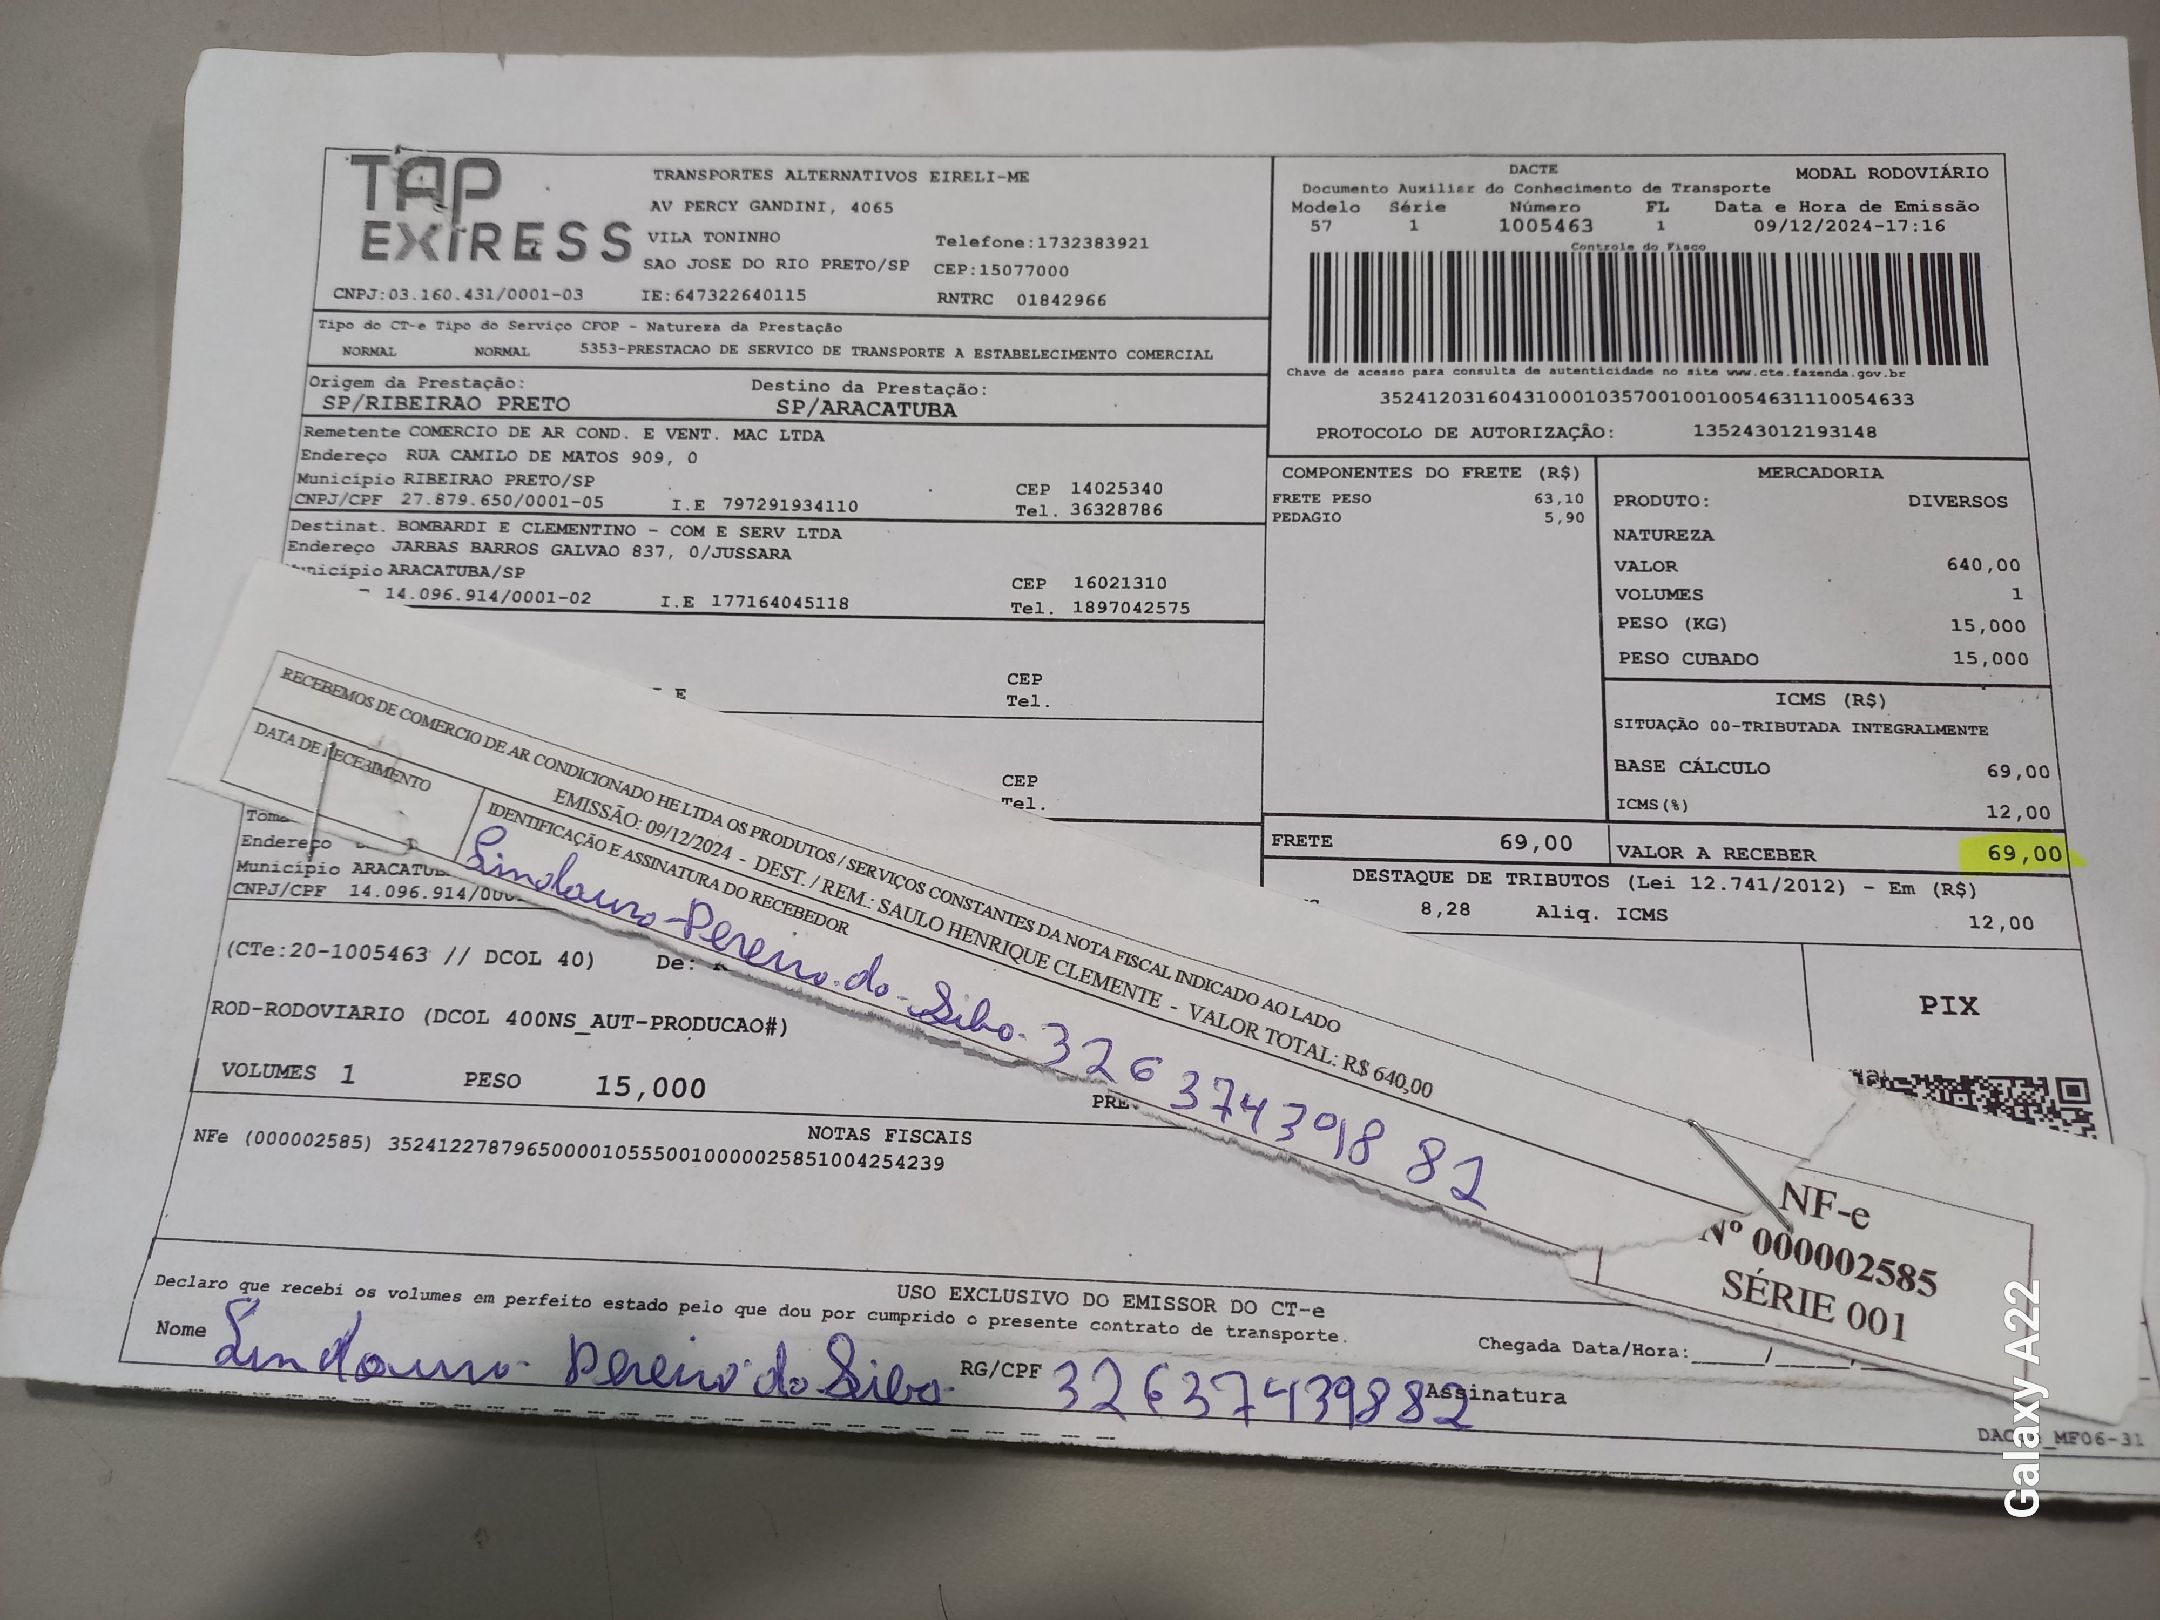 TAP
EXPRESS
TRANSPORTES ALTERNATIVOS EIRELI-ME
AV PERCY GANDINI, 4065
VILA TONINHO
Telefone:1732383921
SAO JOSE DO RIO PRETO/SP CEP:15077000
CNPJ:03.160.431/0001-03 IE:647322640115 RNTRC 01842966
DACTE MODAL RODOVIÁRIO
Documento Auxiliar do Conhecimento de Transporte
Modelo Série Número FL Data e Hora de Emissão
57 1 1005463 1 09/12/2024-17:16
Controle do Fisco
Chave de acesso para consulta de autenticidade no site www.cte.fazenda.gov.br
35241203160431000103570010010054631110054633
PROTOCOLO DE AUTORIZAÇÃO: 135243012193148
Tipo do CT-e Tipo do Serviço CFOP - Natureza da Prestação
NORMAL NORMAL 5353-PRESTACAO DE SERVICO DE TRANSPORTE A ESTABELECIMENTO COMERCIAL
Origem da Prestação: Destino da Prestação:
SP/RIBEIRAO PRETO SP/ARACATUBA
Remetente COMERCIO DE AR COND. E VENT. MAC LTDA
Endereço RUA CAMILO DE MATOS 909, 0
Município RIBEIRAO PRETO/SP CEP 14025340
CNPJ/CPF 27.879.650/0001-05 I.E 797291934110 Tel. 36328786
Destinat. BOMBARDI E CLEMENTINO - COM E SERV LTDA
Endereço JARBAS BARROS GALVAO 837, 0/JUSSARA
Município ARACATUBA/SP CEP 16021310
14.096.914/0001-02 I.E 177164045118 Tel. 1897042575
E CEP
Tel.
CEP
Tel.
COMPONENTES DO FRETE (R$)
FRETE PESO 63,10
PEDAGIO 5,90
MERCADORIA
PRODUTO: DIVERSOS
NATUREZA
VALOR 640,00
VOLUMES 1
PESO (KG) 15,000
PESO CUBADO 15,000
ICMS (R$)
SITUAÇÃO 00-TRIBUTADA INTEGRALMENTE
BASE CÁLCULO 69,00
ICMS(%) 12,00
FRETE 69,00 VALOR A RECEBER 69,00
DESTAQUE DE TRIBUTOS (Lei 12.741/2012) - Em (R$)
8,28 Aliq. ICMS 12,00
RECEBEMOS DE COMERCIO DE AR CONDICIONADO HE LTDA OS PRODUTOS / SERVIÇOS CONSTANTES DA NOTA FISCAL INDICADO AO LADO
EMISSÃO: 09/12/2024 - DEST. / REM.: SAULO HENRIQUE CLEMENTE - VALOR TOTAL: R$ 640,00
DATA DE RECEBIMENTO
IDENTIFICAÇÃO E ASSINATURA DO RECEBEDOR
Lindauro Pereira da Silva 32637439882
NF-e
Nº 000002585
SÉRIE 001
Toma
Endereço
Município ARACATUB
CNPJ/CPF 14.096.914/000
(CTe:20-1005463 // DCOL 40) De:
PIX
ROD-RODOVIARIO (DCOL 400NS_AUT-PRODUCAO#)
VOLUMES 1 PESO 15,000 PREV
NOTAS FISCAIS
NFe (000002585) 35241227879650000105550010000025851004254239
USO EXCLUSIVO DO EMISSOR DO CT-e
Declaro que recebi os volumes em perfeito estado pelo que dou por cumprido o presente contrato de transporte.
Chegada Data/Hora:
Nome Lindauro Pereira da Silva RG/CPF 32637439882 Assinatura
MF06-31
Galaxy A22